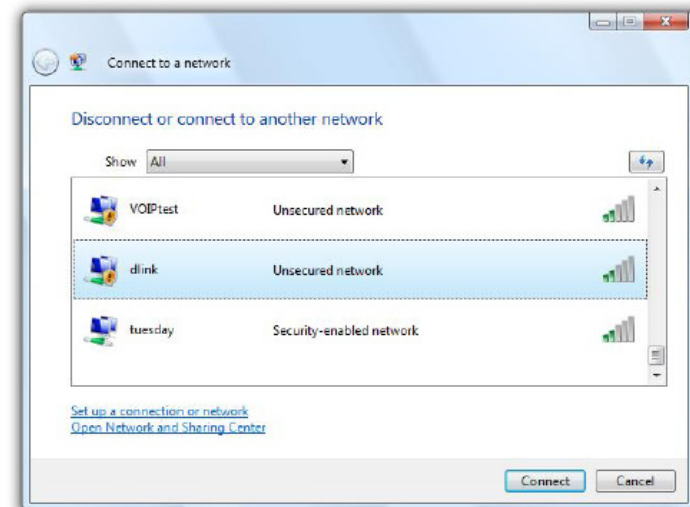 Connect to a network
Disconnect or connect to another network
Show All
VOIPtest Unsecured network
dlink Unsecured network
tuesday Security-enabled network
Set up a connection or network
Open Network and Sharing Center
Connect Cancel